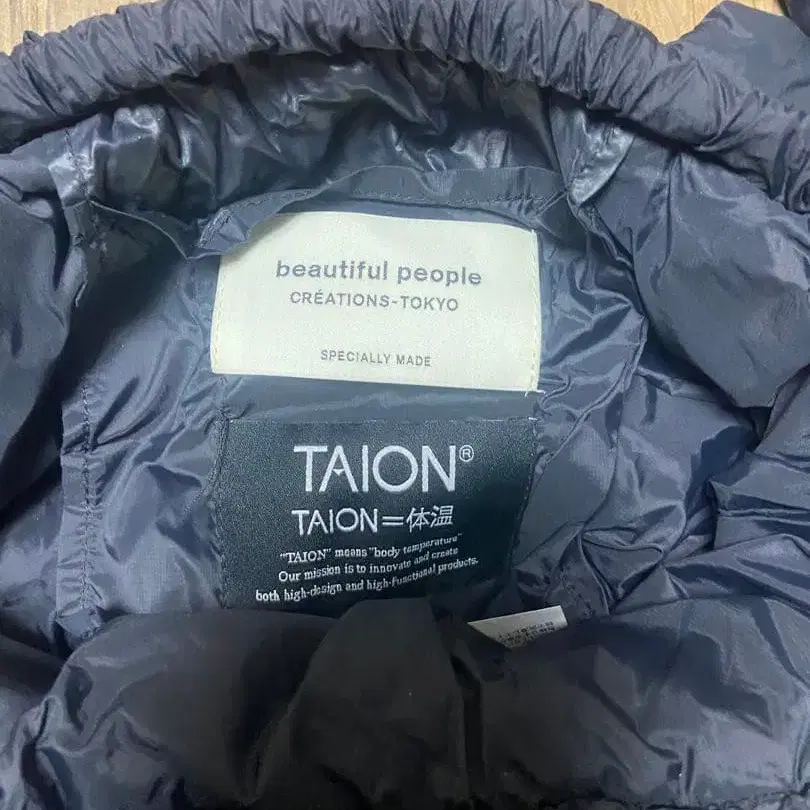 beautiful people
CRÉATIONS-TOKYO
SPECIALLY MADE
TAION®
TAION=体温
"TAION" means "body temperature"
Our mission is to innovate and create
both high-design and high-functional products.